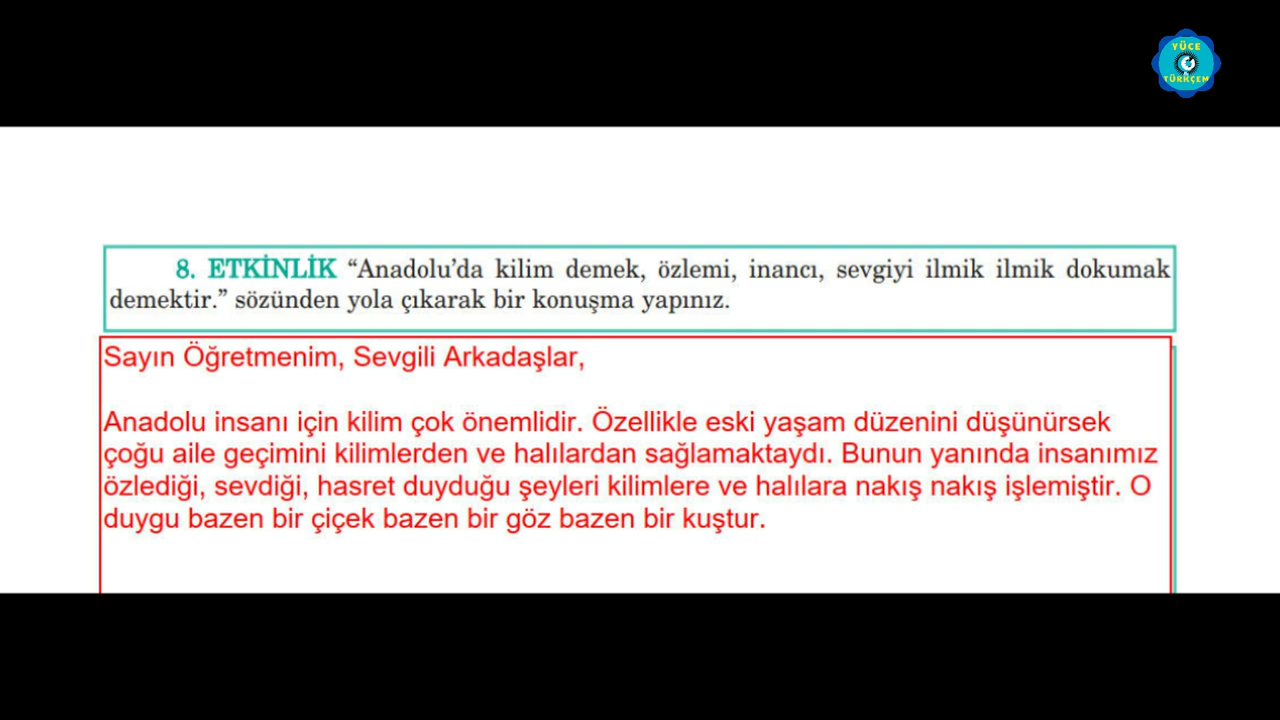 YÜCE
TÜRKÇEM
8. ETKİNLİK “Anadolu’da kilim demek, özlemi, inancı, sevgiyi ilmik ilmik dokumak
demektir.” sözünden yola çıkarak bir konuşma yapınız.
Sayın Öğretmenim, Sevgili Arkadaşlar,
Anadolu insanı için kilim çok önemlidir. Özellikle eski yaşam düzenini düşünürsek
çoğu aile geçimini kilimlerden ve halılardan sağlamaktaydı. Bunun yanında insanımız
özlediği, sevdiği, hasret duyduğu şeyleri kilimlere ve halılara nakış nakış işlemiştir. O
duygu bazen bir çiçek bazen bir göz bazen bir kuştur.